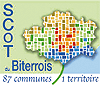 SCOT
du Biterrois
87 communes 1 territoire